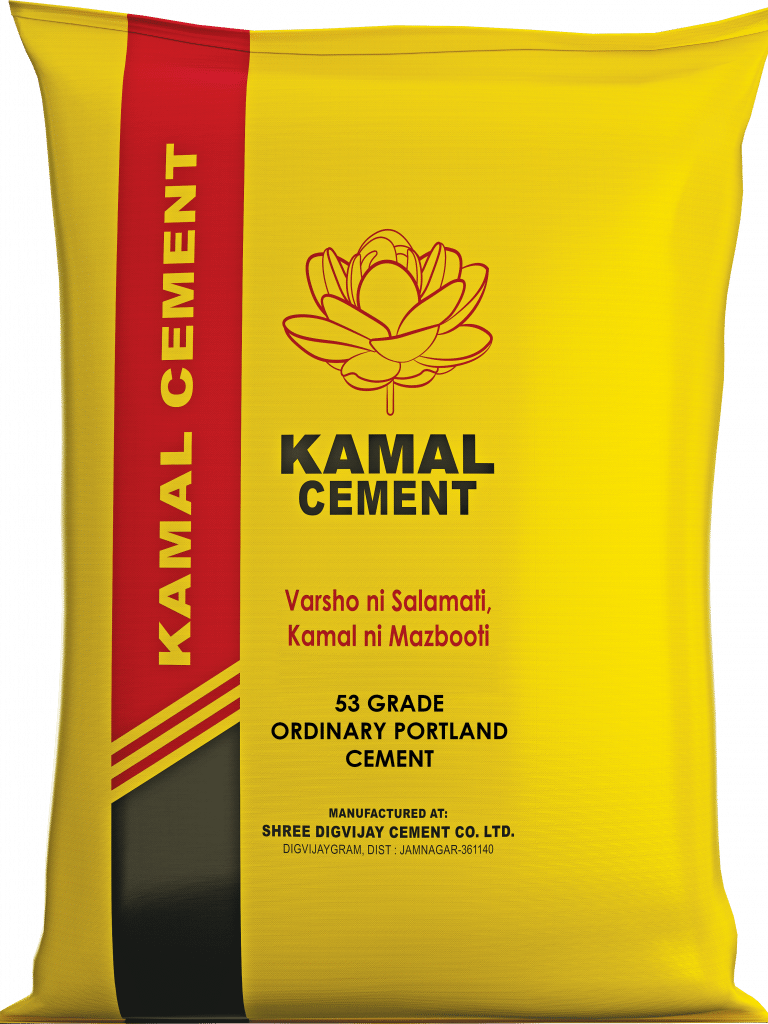 KAMAL CEMENT
KAMAL
CEMENT
Varsho ni Salamati,
Kamal ni Mazbooti
53 GRADE
ORDINARY PORTLAND
CEMENT
MANUFACTURED AT:
SHREE DIGVIJAY CEMENT CO. LTD.
DIGVIJAYGRAM, DIST : JAMNAGAR-361140